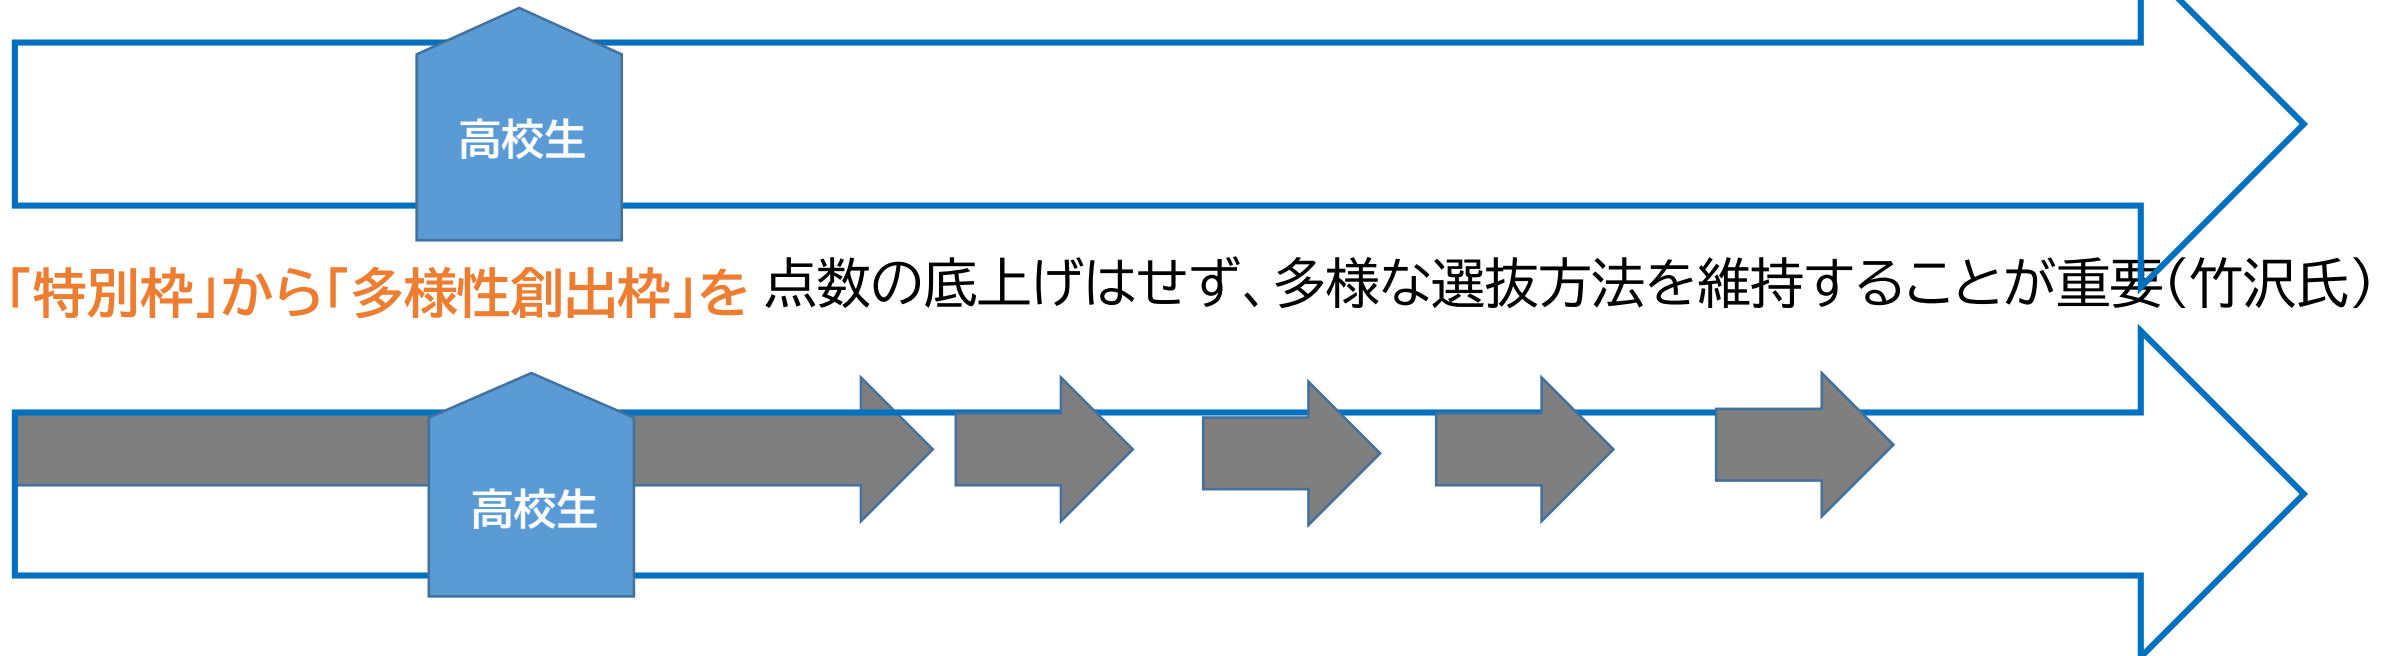 高校生
「特別枠」から「多様性創出枠」を 点数の底上げはせず、多様な選抜方法を維持することが重要(竹沢氏)
高校生